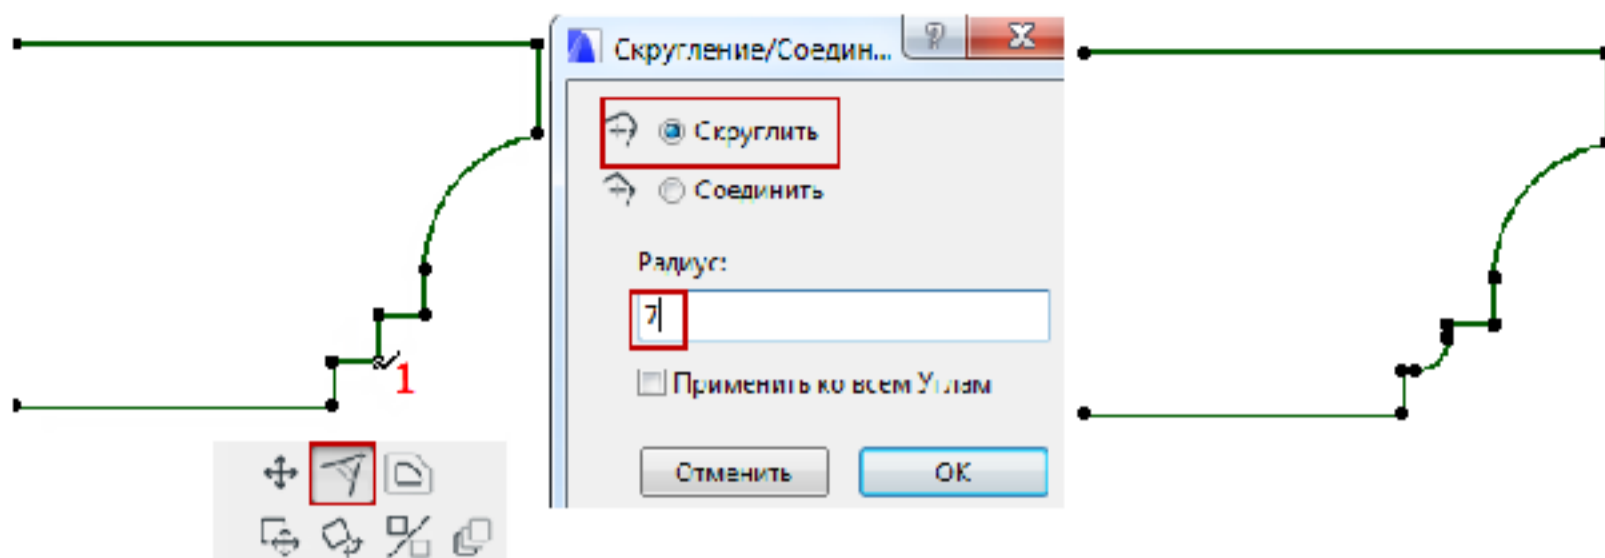 Скругление/Соедин...
?
Скруглить
Соединить
Радиус:
7
Применить ко всем Углам
Отменить
OK
1